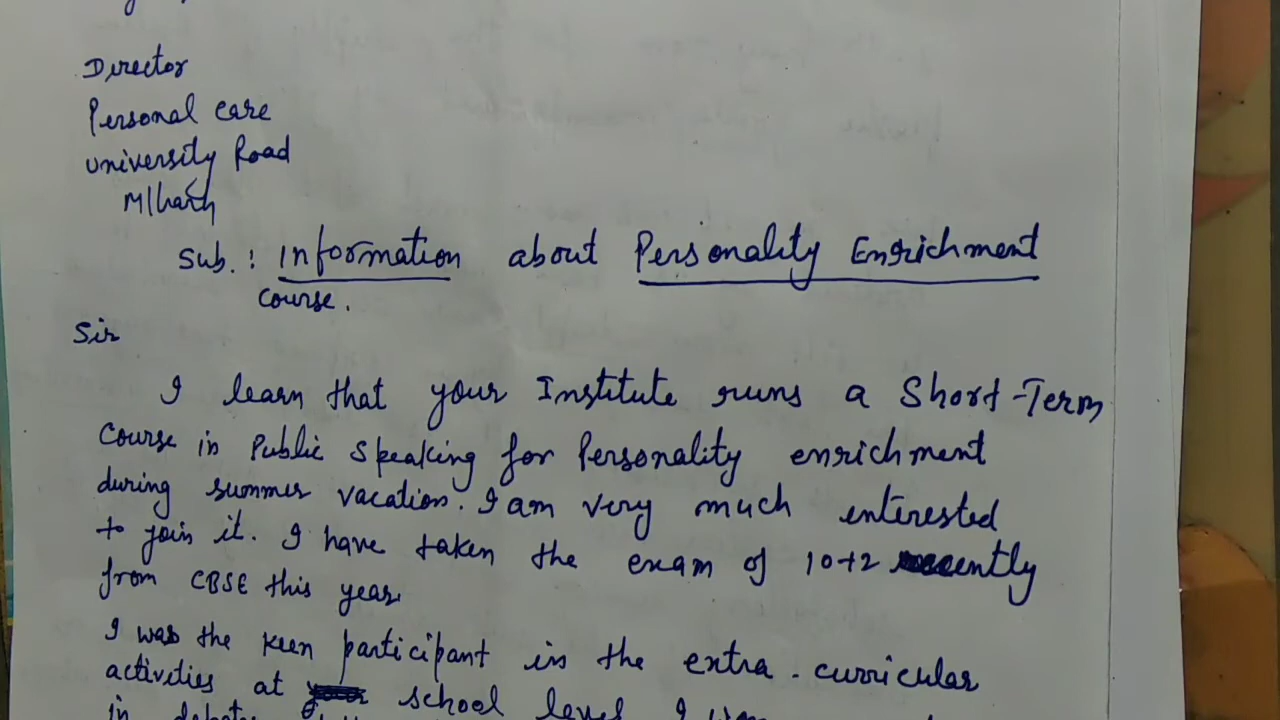 Director
Personal care
University Road
Sub. : Information about Personality Enrichment
Course.
Sir
I learn that your Institute runs a Short-Term
Course in Public Speaking for Personality enrichment
during summer vacation. I am very much interested
to join it. I have taken the exam of 10+2 recently
from CBSE this year.
I was the keen participant in the extra-curricular
activities at school level I
in